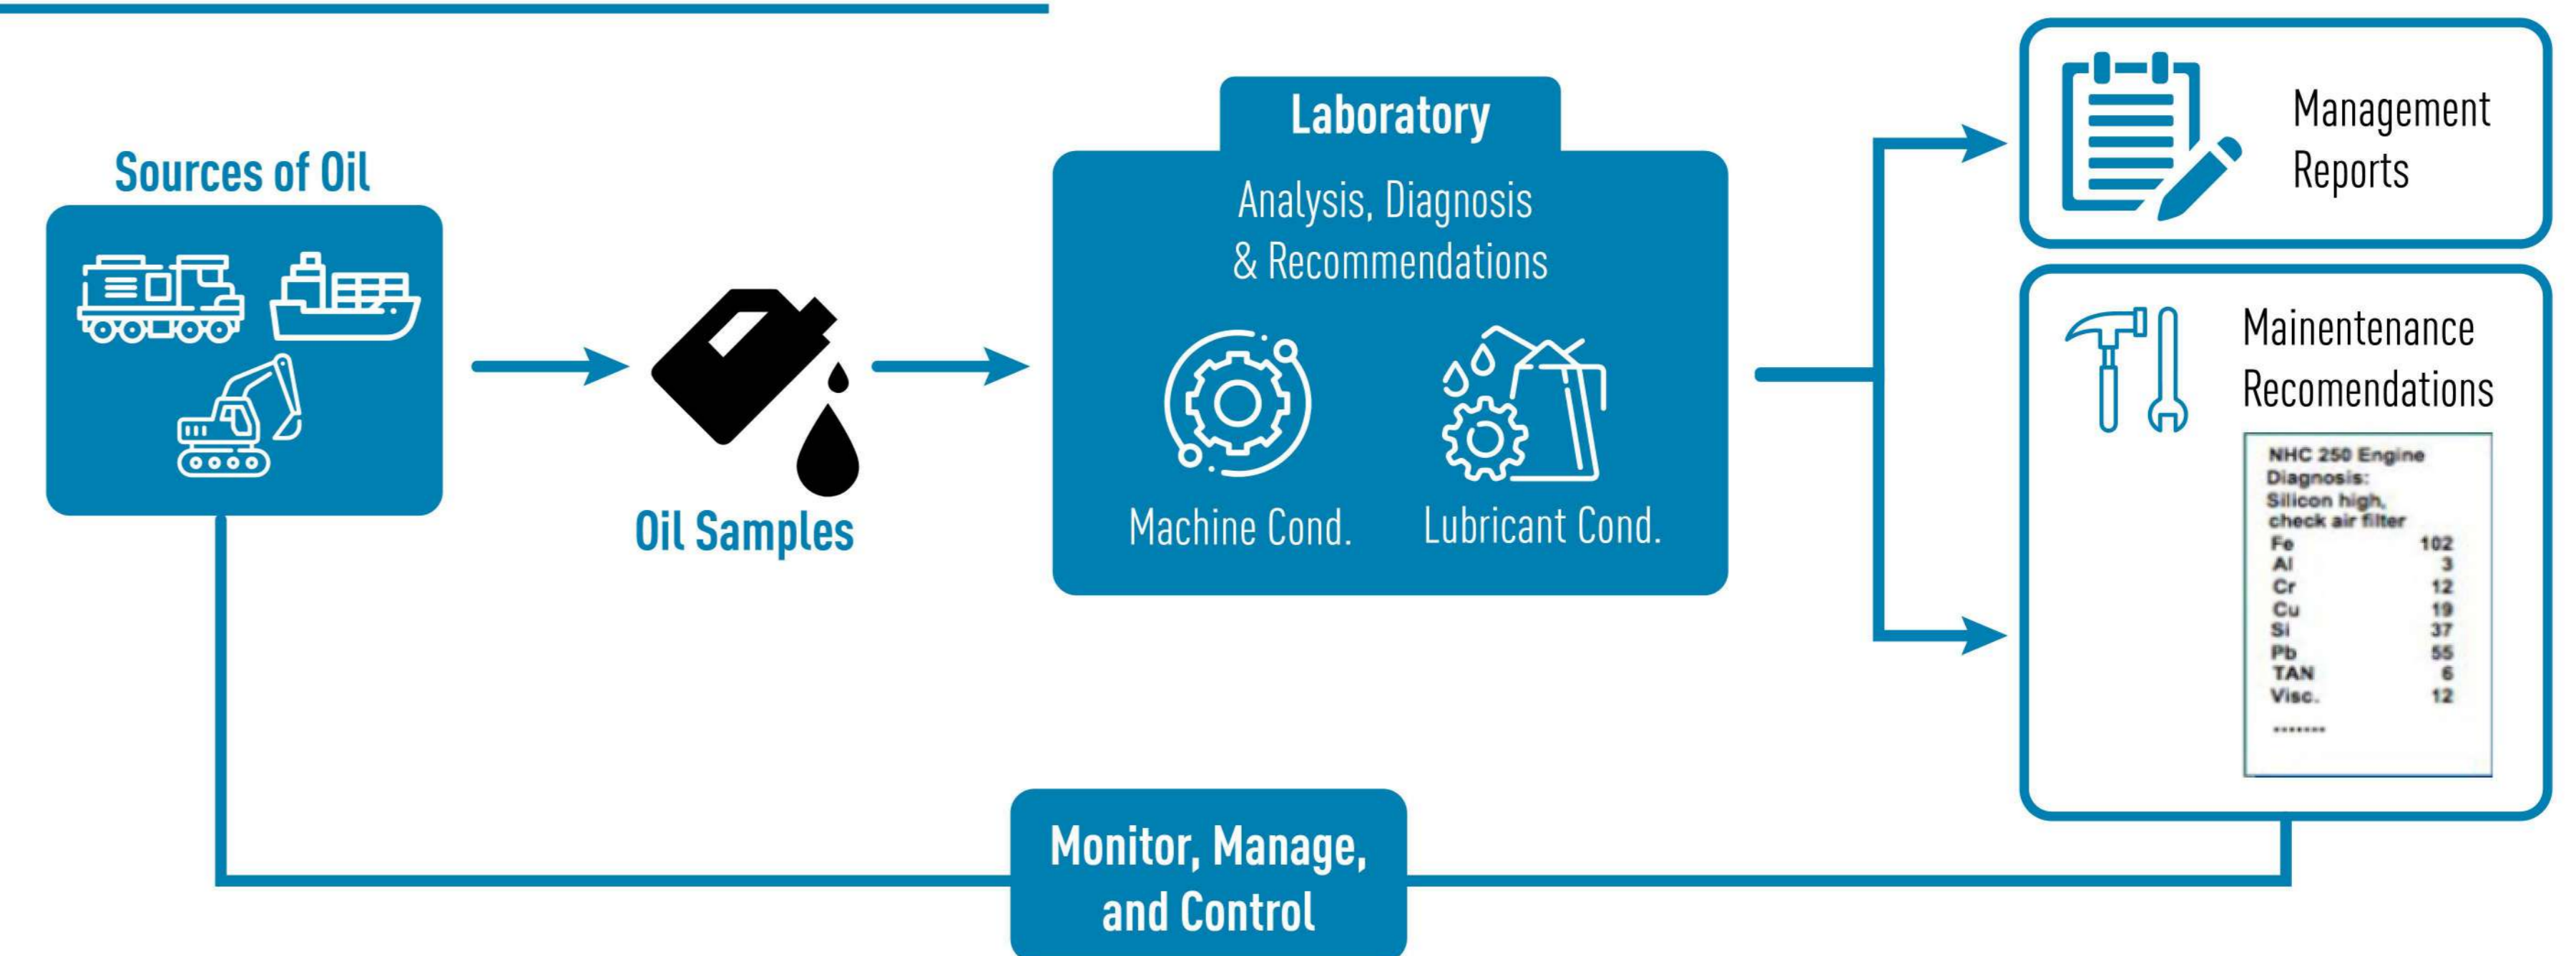 Sources of Oil
Oil Samples
Laboratory
Analysis, Diagnosis
& Recommendations
Machine Cond.
Lubricant Cond.
Management
Reports
Mainentenance
Recomendations
NHC 250 Engine
Diagnosis:
Silicon high,
check air filter
Fe 102
Al 3
Cr 12
Cu 19
Si 37
Pb 55
TAN 6
Visc. 12
.......
Monitor, Manage,
and Control